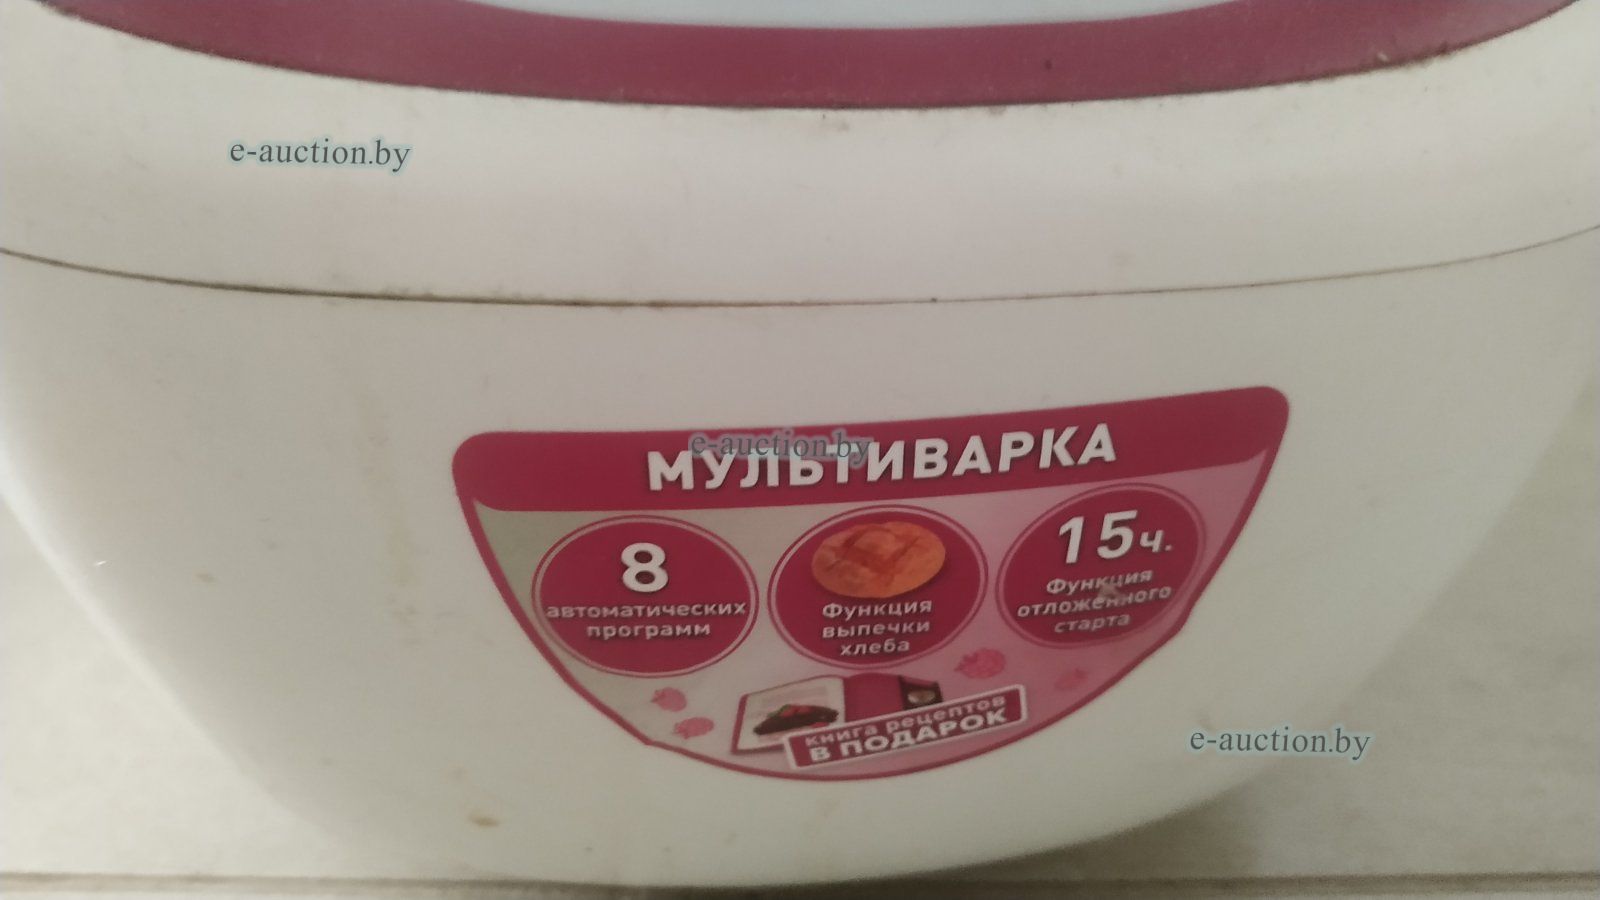 e-auction.by
e-auction.by
МУЛЬТИВАРКА
8
автоматических
программ
Функция
выпечки
хлеба
15 ч.
Функция
отложенного
старта
книга рецептов
В ПОДАРОК
e-auction.by